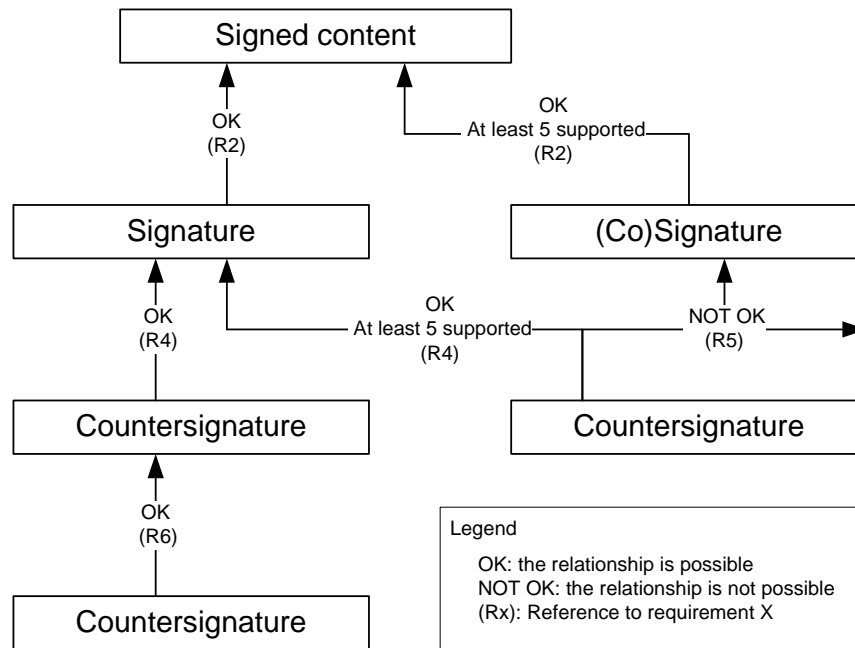 Signed content
OK
(R2)
OK
At least 5 supported
(R2)
Signature
(Co)Signature
OK
(R4)
OK
At least 5 supported
(R4)
NOT OK
(R5)
Countersignature
Countersignature
OK
(R6)
Countersignature
Legend
OK: the relationship is possible
NOT OK: the relationship is not possible
(Rx): Reference to requirement X